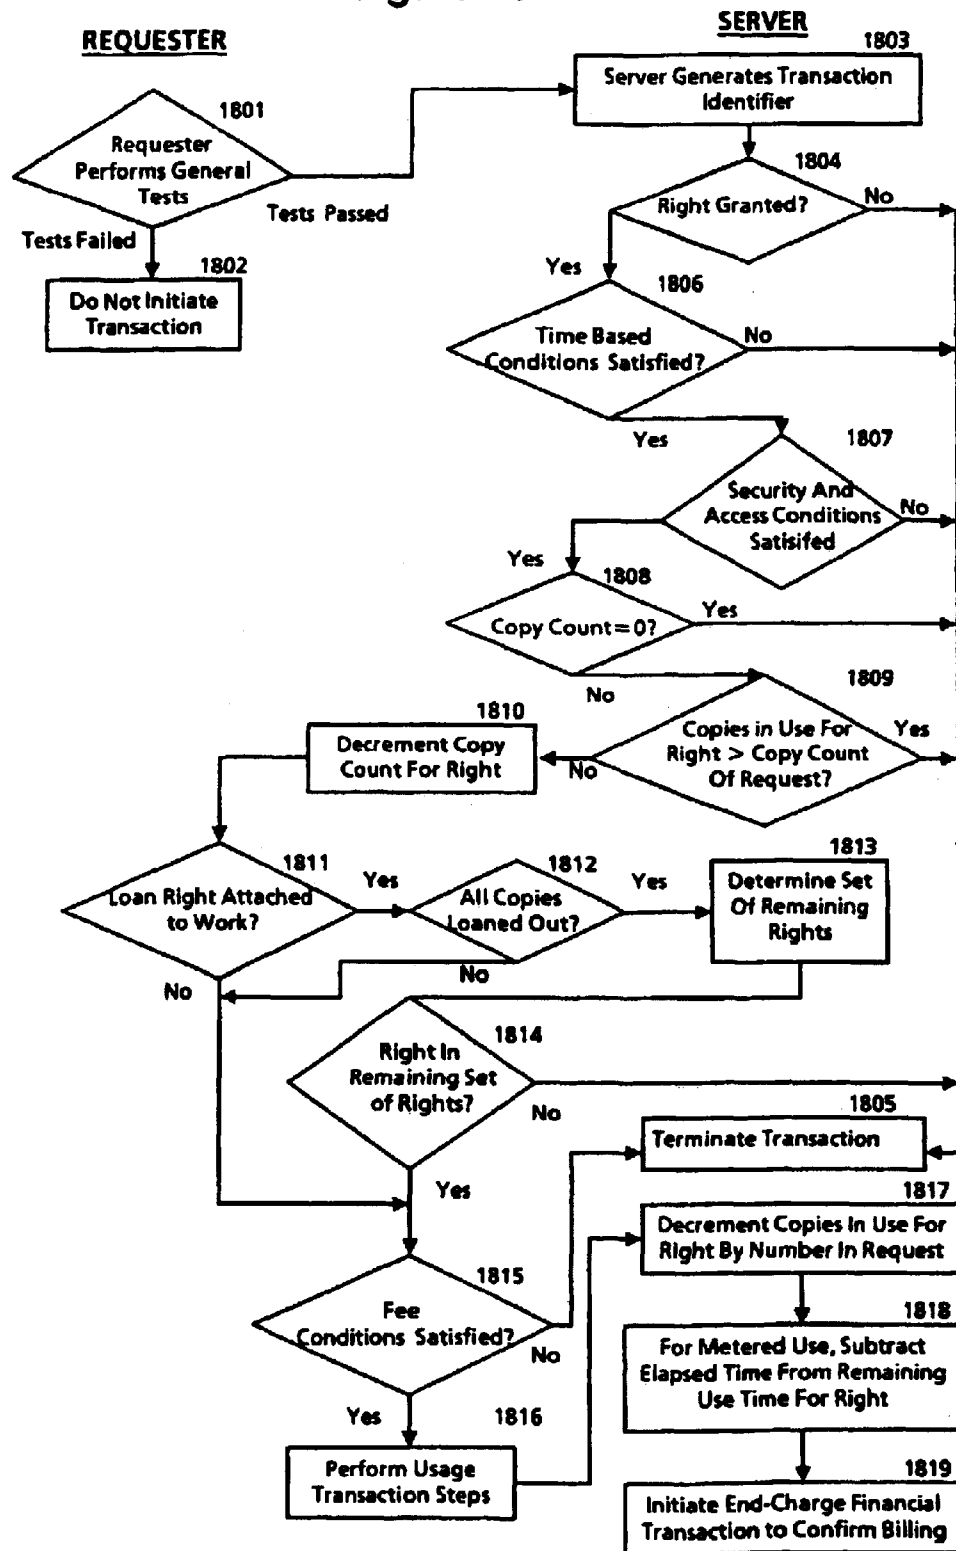 REQUESTER
SERVER
1803
Server Generates Transaction
Identifier
1801
Requester
Performs General
Tests
Tests Passed
Tests Failed
1802
Do Not Initiate
Transaction
1804
Right Granted?
No
Yes
1806
Time Based
Conditions Satisfied?
No
Yes
1807
Security And
Access Conditions
Satisifed
No
Yes
1808
Copy Count=0?
Yes
No
1809
Copies in Use For
Right > Copy Count
Of Request?
Yes
No
1810
Decrement Copy
Count For Right
1811
Loan Right Attached
to Work?
Yes
No
1812
All Copies
Loaned Out?
Yes
No
1813
Determine Set
Of Remaining
Rights
1814
Right In
Remaining Set
of Rights?
No
Yes
1805
Terminate Transaction
1815
Fee
Conditions Satisfied?
No
Yes
1816
Perform Usage
Transaction Steps
1817
Decrement Copies In Use For
Right By Number In Request
1818
For Metered Use, Subtract
Elapsed Time From Remaining
Use Time For Right
1819
Initiate End-Charge Financial
Transaction to Confirm Billing